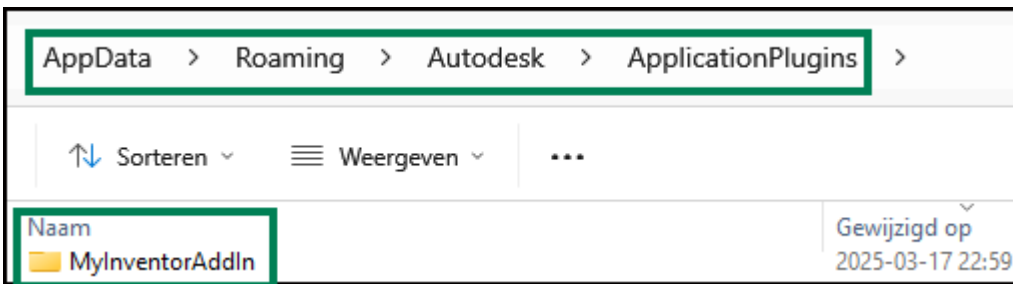 AppData > Roaming > Autodesk > ApplicationPlugins >
Sorteren Weergeven ...
Naam Gewijzigd op
MyInventorAddIn 2025-03-17 22:59